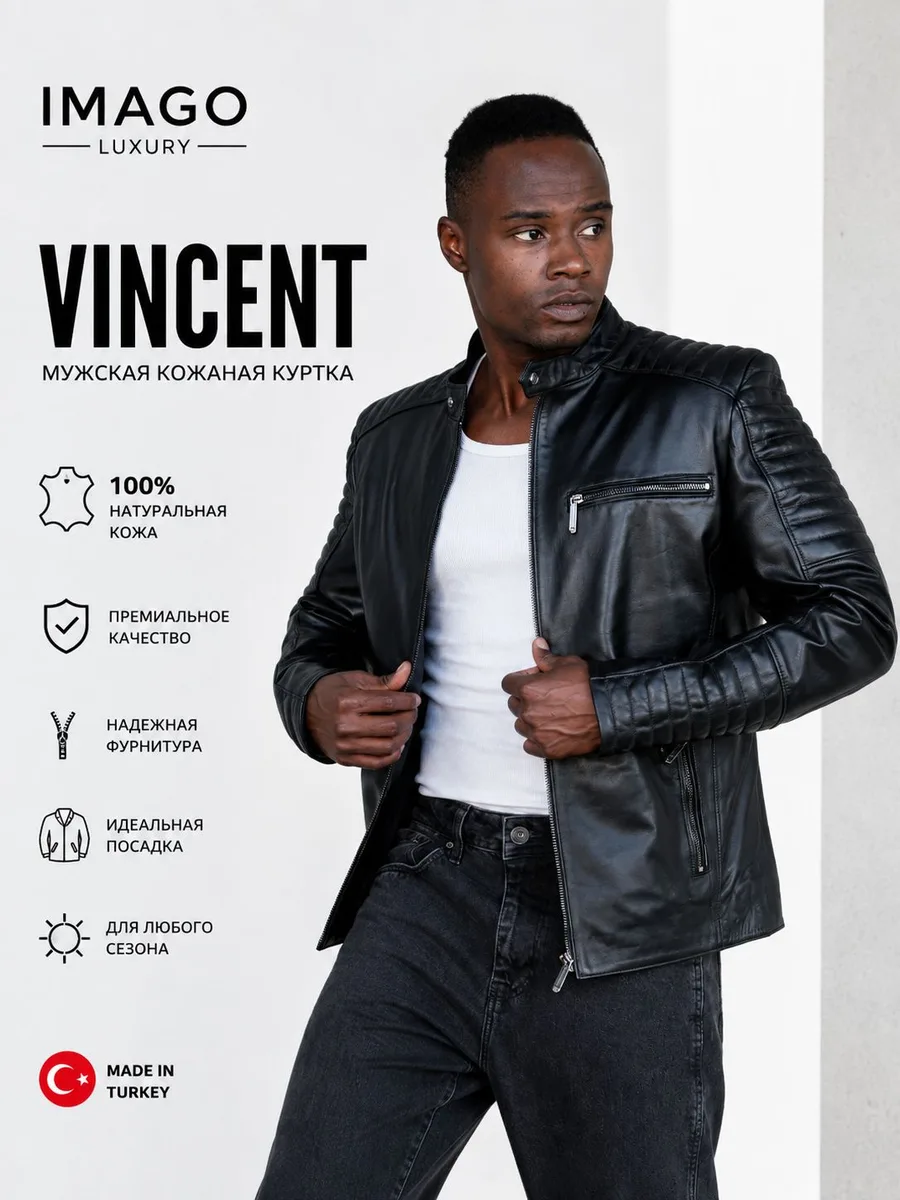 IMAGO
LUXURY
VINCENT
МУЖСКАЯ КОЖАНАЯ КУРТКА
100%
НАТУРАЛЬНАЯ
КОЖА
ПРЕМИАЛЬНОЕ
КАЧЕСТВО
НАДЕЖНАЯ
ФУРНИТУРА
ИДЕАЛЬНАЯ
ПОСАДКА
ДЛЯ ЛЮБОГО
СЕЗОНА
MADE IN
TURKEY